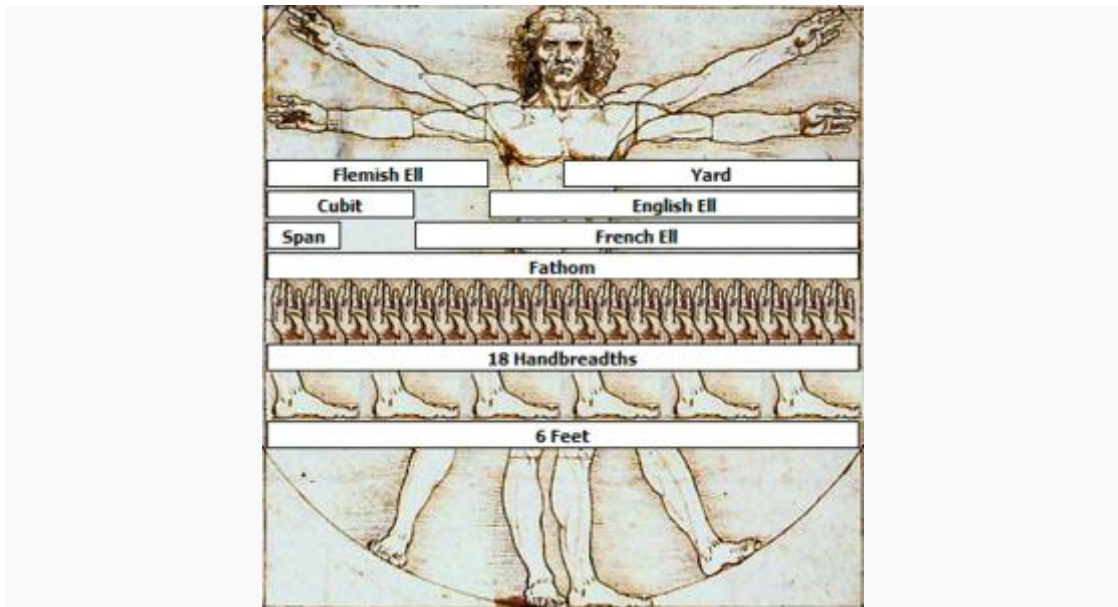 Flemish Ell Yard
Cubit English Ell
Span French Ell
Fathom
18 Handbreadths
6 Feet